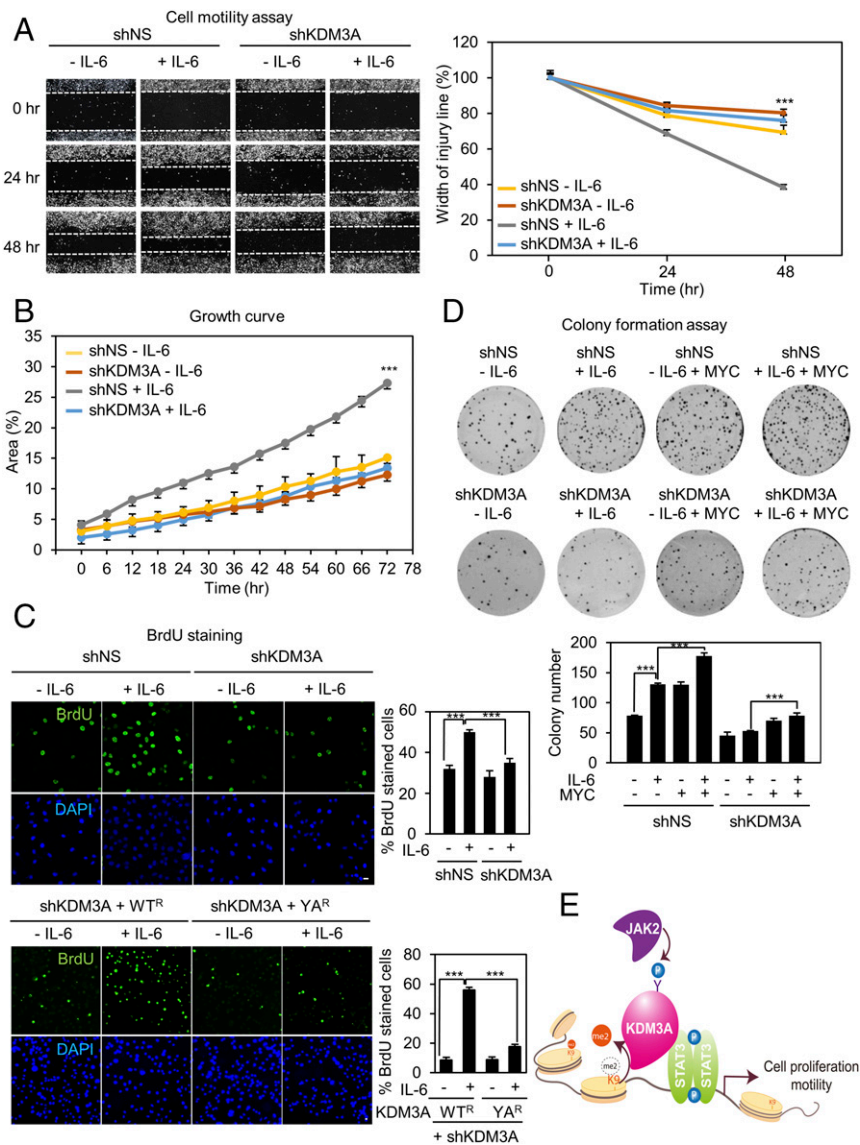 A
Cell motility assay
shNS
shKDM3A
- IL-6
+ IL-6
- IL-6
+ IL-6
0 hr
24 hr
48 hr
120
100
80
60
40
20
0
Width of injury line (%)
***
shNS - IL-6
shKDM3A - IL-6
shNS + IL-6
shKDM3A + IL-6
0
24
48
Time (hr)
B
Growth curve
35
30
25
20
15
10
5
0
Area (%)
shNS - IL-6
shKDM3A - IL-6
shNS + IL-6
shKDM3A + IL-6
***
0 6 12 18 24 30 36 42 48 54 60 66 72 78
Time (hr)
C
BrdU staining
shNS
shKDM3A
- IL-6
+ IL-6
- IL-6
+ IL-6
BrdU
DAPI
60
40
20
0
% BrdU stained cells
***
***
IL-6
- + - +
shNS
shKDM3A
shKDM3A + WTᴿ
shKDM3A + YAᴿ
- IL-6
+ IL-6
- IL-6
+ IL-6
BrdU
DAPI
80
60
40
20
0
% BrdU stained cells
***
***
IL-6
- + - +
KDM3A
WTᴿ
YAᴿ
+ shKDM3A
D
Colony formation assay
shNS
- IL-6
shNS
+ IL-6
shNS
- IL-6 + MYC
shNS
+ IL-6 + MYC
shKDM3A
- IL-6
shKDM3A
+ IL-6
shKDM3A
- IL-6 + MYC
shKDM3A
+ IL-6 + MYC
200
150
100
50
0
Colony number
***
***
***
IL-6 - + - + - + - +
MYC - - + + - - + +
shNS
shKDM3A
E
JAK2
P
Y
KDM3A
me2
me2
K9
K9
STAT3
P
P
STAT3
Cell proliferation
motility
K9